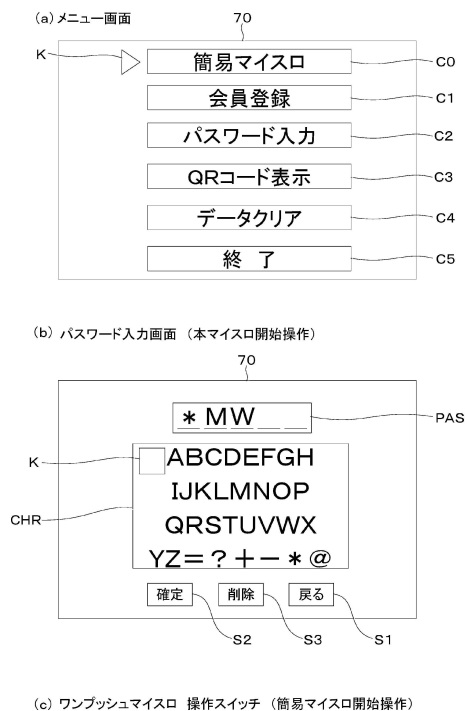 (a) メニュー画面
70
K
簡易マイスロ
C0
会員登録
C1
パスワード入力
C2
QRコード表示
C3
データクリア
C4
終 了
C5
(b) パスワード入力画面 (本マイスロ開始操作)
70
*MW__
PAS
K
ABCDEFGH
IJKLMNOP
CHR
QRSTUVWX
YZ=?+−*@
確定 削除 戻る
S2 S3 S1
(c) ワンプッシュマイスロ 操作スイッチ (簡易マイスロ開始操作)